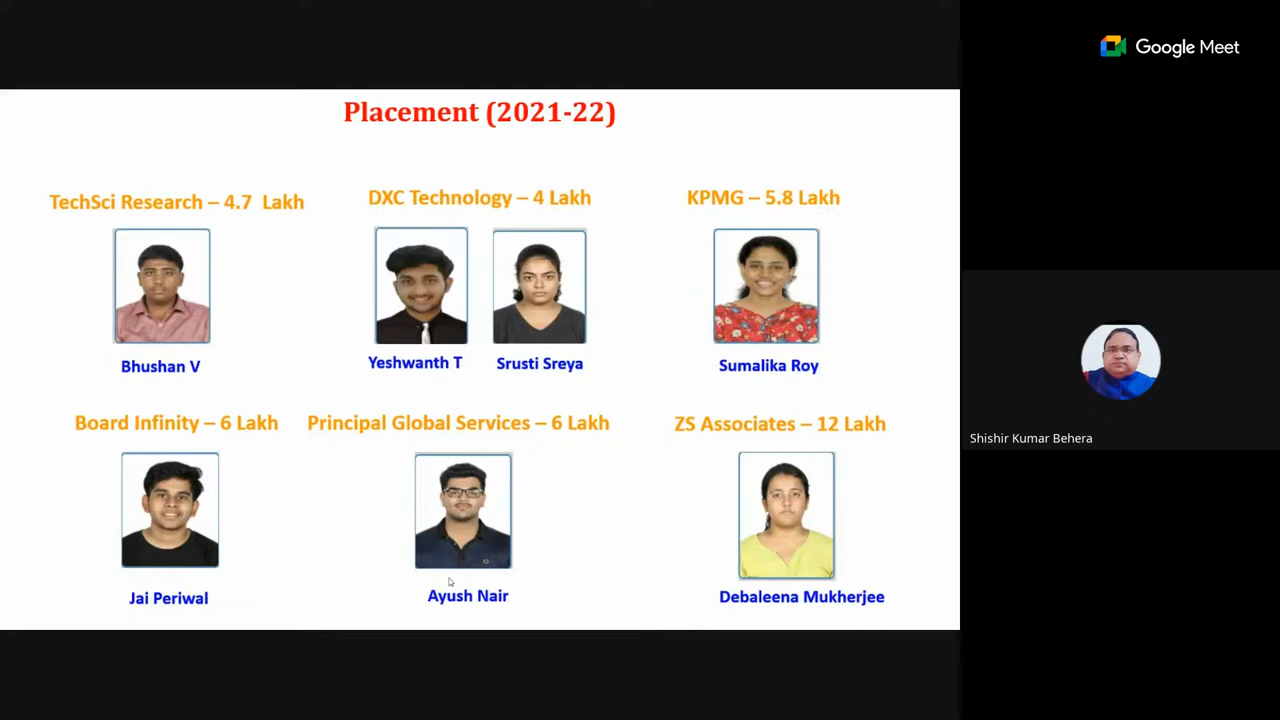 Google Meet
Placement (2021-22)
TechSci Research – 4.7 Lakh
DXC Technology – 4 Lakh
KPMG – 5.8 Lakh
Bhushan V
Yeshwanth T
Srusti Sreya
Sumalika Roy
Board Infinity – 6 Lakh
Principal Global Services – 6 Lakh
ZS Associates – 12 Lakh
Jai Periwal
Ayush Nair
Debaleena Mukherjee
Shishir Kumar Behera